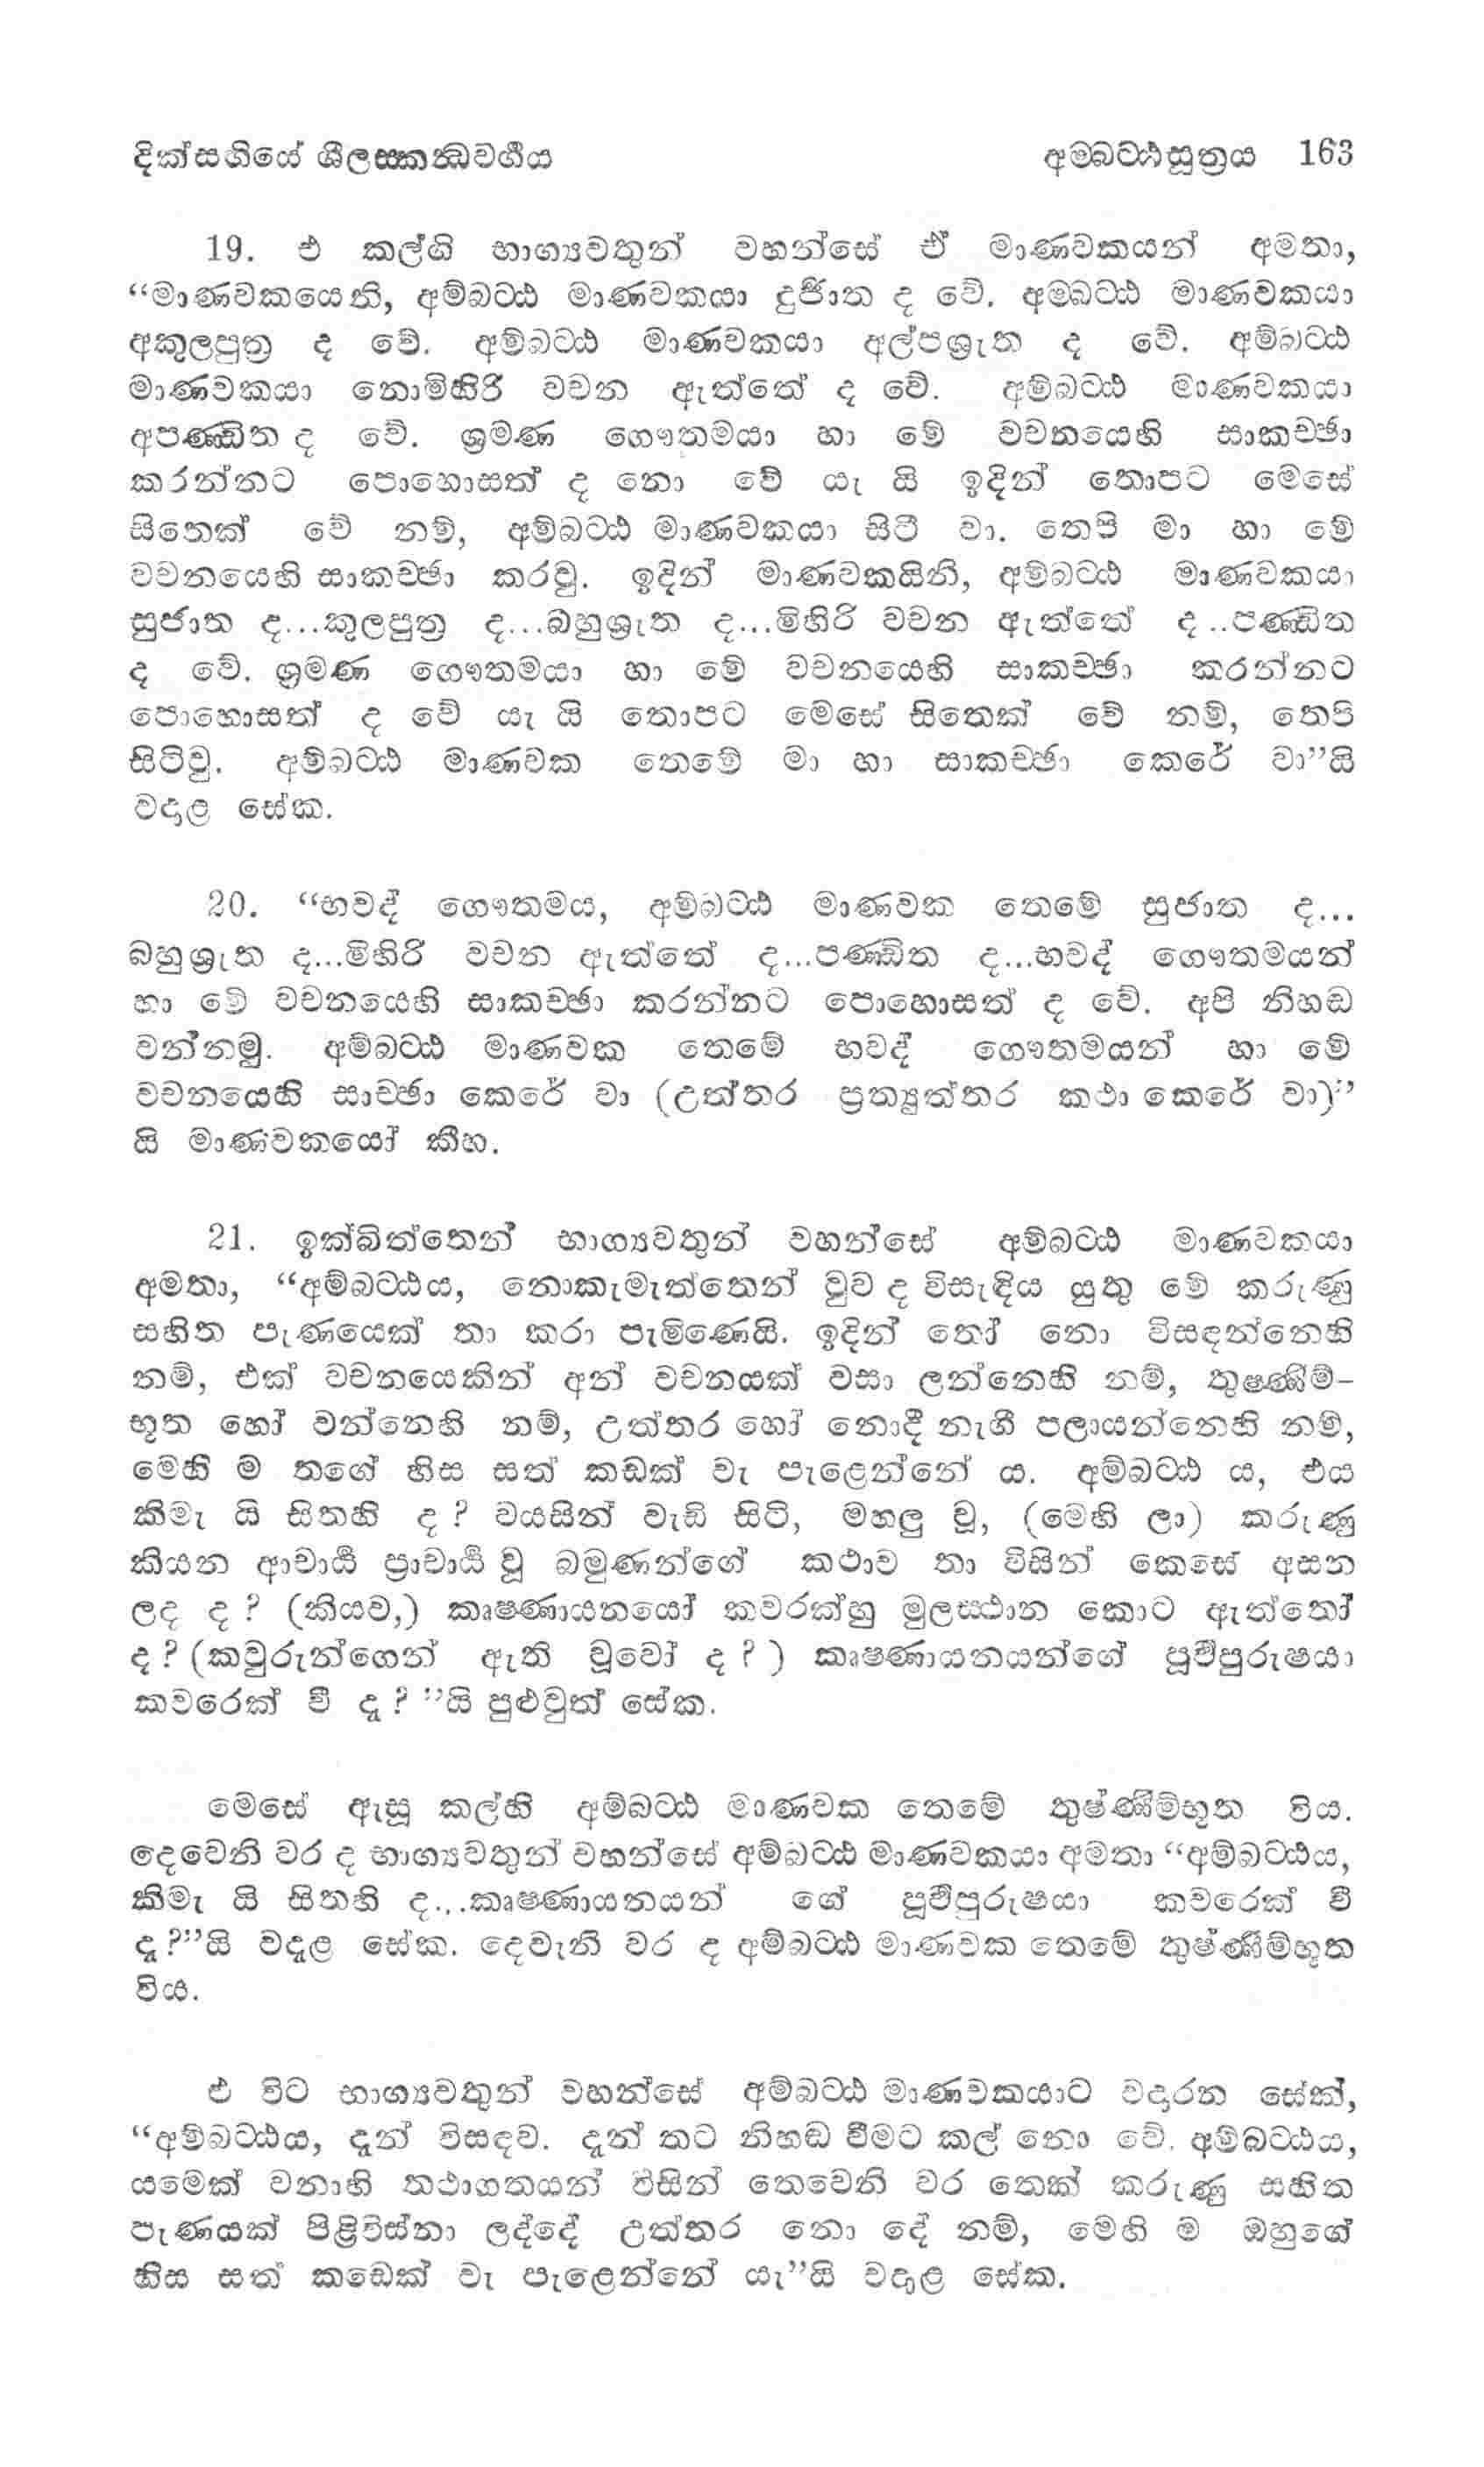 දික්සඟියේ ශීලස්කන්‍ධවර්‍ගය අම්බට්ඨසූත්‍රය 163
19. එ කල්හි භාග්‍යවතුන් වහන්සේ ඒ මාණවකයන් අමතා,
“මාණවකයෙනි, අම්බට්ඨ මාණවකයා දුර්‍ජාත ද වේ. අම්බට්ඨ මාණවකයා
අකුලපුත්‍ර ද වේ. අම්බට්ඨ මාණවකයා අල්පශ්‍රැත ද වේ. අම්බට්ඨ
මාණවකයා නොමිහිරි වචන ඇත්තේ ද වේ. අම්බට්ඨ මාණවකයා
අපණ්ඩිත ද වේ. ශ්‍රමණ ගෞතමයා හා මේ වචනයෙහි සාකච්ඡා
කරන්නට පොහොසත් ද නො වේ යැ යි ඉදින් තොපට මෙසේ
සිතෙක් වේ නම්, අම්බට්ඨ මාණවකයා සිටී වා. තෙපි මා හා මේ
වචනයෙහි සාකච්ඡා කරවු. ඉදින් මාණවකයිනි, අම්බට්ඨ මාණවකයා
සුජාත ද...කුලපුත්‍ර ද...බහුශ්‍රැත ද...මිහිරි වචන ඇත්තේ ද ..පණ්ඩිත
ද වේ. ශ්‍රමණ ගෞතමයා හා මේ වචනයෙහි සාකච්ඡා කරන්නට
පොහොසත් ද වේ යැ යි තොපට මෙසේ සිතෙක් වේ නම්, තෙපි
සිටිවු. අම්බට්ඨ මාණවක තෙමේ මා හා සාකච්ඡා කෙරේ වා”යි
වදාළ සේක.
20. “භවද් ගෞතමය, අම්බට්ඨ මාණවක තෙමේ සුජාත ද...
බහුශ්‍රැත ද...මිහිරි වචන ඇත්තේ ද...පණ්ඩිත ද...භවද් ගෞතමයන්
හා මේ වචනයෙහි සාකච්ඡා කරන්නට පොහොසත් ද වේ. අපි නිහඬ
වන්නමු. අම්බට්ඨ මාණවක තෙමේ භවද් ගෞතමයන් හා මේ
වචනයෙහි සාච්ඡා කෙරේ වා (උත්තර ප්‍රත්‍යුත්තර කථා කෙරේ වා)”
යි මාණවකයෝ කීහ.
21. ඉක්බිත්තෙන් භාග්‍යවතුන් වහන්සේ අම්බට්ඨ මාණවකයා
අමතා, “අම්බට්ඨය, නොකැමැත්තෙන් වුව ද විසැඳිය යුතු මේ කරුණු
සහිත පැණයෙක් තා කරා පැමිණෙයි. ඉදින් තෝ නො විසඳන්නෙහි
නම්, එක් වචනයෙකින් අන් වචනයක් වසා ලන්නෙහි නම්, තුෂ්ණීම්-
භූත හෝ වන්නෙහි නම්, උත්තර හෝ නොදී නැගී පලායන්නෙහි නම්,
මෙහි ම තගේ හිස සත් කඩක් වැ පැළෙන්නේ ය. අම්බට්ඨ ය, එය
කිමැ යි සිතහි ද? වයසින් වැඩි සිටි, මහලු වූ, (මෙහි ලා) කරුණු
කියන ආචාර්‍ය ප්‍රාචාර්‍ය වූ බමුණන්ගේ කථාව තා විසින් කෙසේ අසන
ලද ද? (කියව,) කෘෂ්ණායනයෝ කවරක්හු මූලස්ථාන කොට ඇත්තෝ
ද? (කවුරුන්ගෙන් ඇති වූවෝ ද?) කෘෂ්ණායනයන්ගේ පූර්‍වපුරුෂයා
කවරෙක් වී දැ?”යි පුළුවුත් සේක.
මෙසේ ඇසූ කල්හි අම්බට්ඨ මාණවක තෙමේ තුෂ්ණීම්භූත විය.
දෙවෙනි වර ද භාග්‍යවතුන් වහන්සේ අම්බට්ඨ මාණවකයා අමතා “අම්බට්ඨය,
කිමැ යි සිතහි ද...කෘෂ්ණායනයන් ගේ පූර්‍වපුරුෂයා කවරෙක් වී
දැ?”යි වදාළ සේක. දෙවැනි වර ද අම්බට්ඨ මාණවක තෙමේ තුෂ්ණීම්භූත
විය.
එ විට භාග්‍යවතුන් වහන්සේ අම්බට්ඨ මාණවකයාට වදාරන සේක්,
“අම්බට්ඨය, දැන් විසඳව. දැන් තට නිහඬ වීමට කල් නො වේ. අම්බට්ඨය,
යමෙක් වනාහි තථාගතයන් විසින් තෙවෙනි වර තෙක් කරුණු සහිත
පැණයක් පිළිවිස්නා ලද්දේ උත්තර නො දේ නම්, මෙහි ම ඔහුගේ
හිස සත් කඩෙක් වැ පැළෙන්නේ යැ”යි වදාළ සේක.